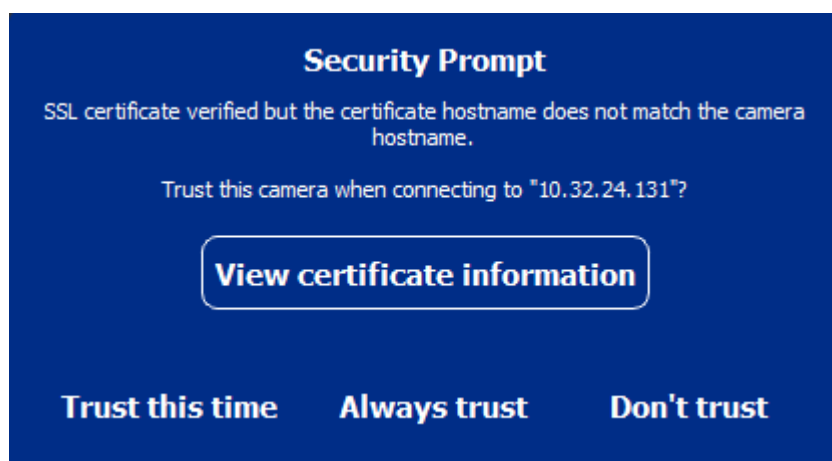 Security Prompt
SSL certificate verified but the certificate hostname does not match the camera
hostname.
Trust this camera when connecting to "10.32.24.131"?
View certificate information
Trust this time Always trust Don't trust